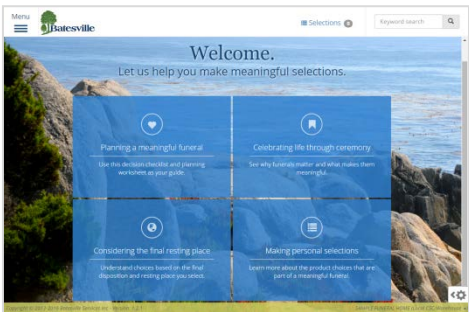 Menu
Batesville
Selections 0
Keyword search
Welcome.
Let us help you make meaningful selections.
Planning a meaningful funeral
Use this decision checklist and planning
worksheet as your guide.
Celebrating life through ceremony
See why funerals matter and what makes them
meaningful.
Considering the final resting place
Understand choices based on the final
disposition and resting place you select.
Making personal selections
Learn more about the product choices that are
part of a meaningful funeral.